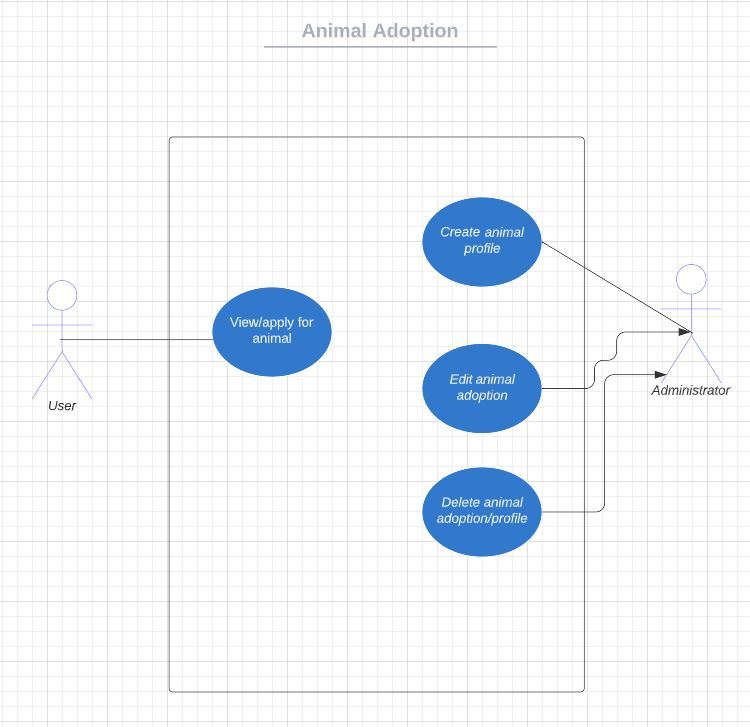 Animal Adoption
Create animal
profile
View/apply for
animal
Edit animal
adoption
Administrator
User
Delete animal
adoption/profile